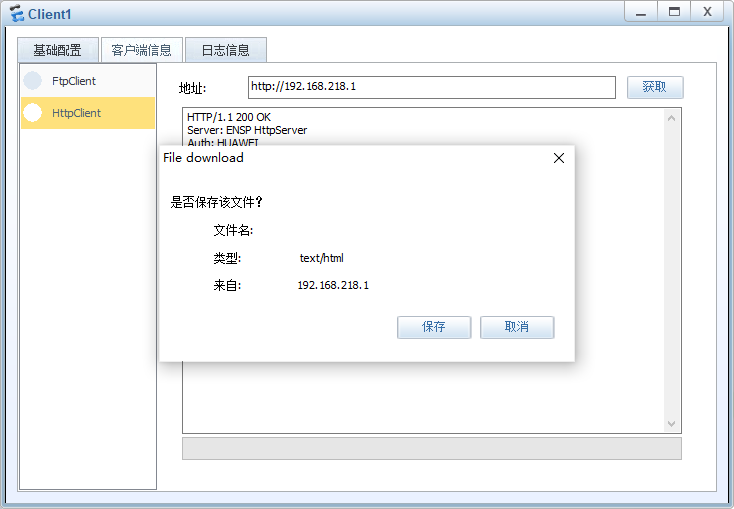 Client1
基础配置 客户端信息 日志信息
FtpClient
HttpClient
地址: http://192.168.218.1 获取
HTTP/1.1 200 OK
Server: ENSP HttpServer
Auth: HUAWEI
File download
是否保存该文件?
文件名:
类型: text/html
来自: 192.168.218.1
保存 取消